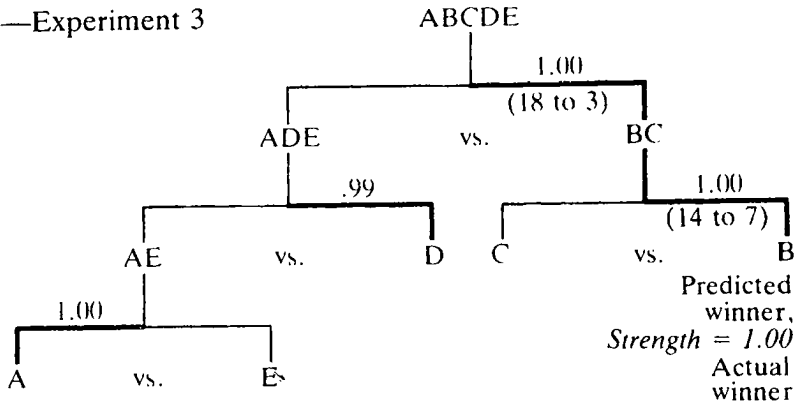 —Experiment 3
ABCDE
1.00
(18 to 3)
ADE vs. BC
.99 1.00
(14 to 7)
AE vs. D C vs. B
Predicted
winner,
1.00
Strength = 1.00
Actual
winner
A vs. E